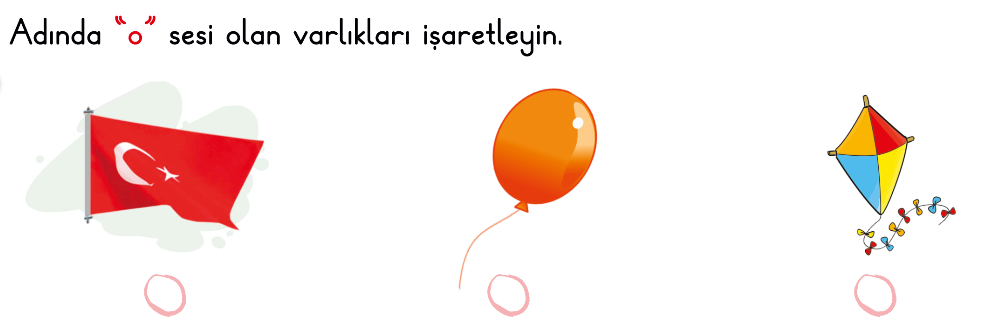 Adında "o" sesi olan varlıkları işaretleyin.